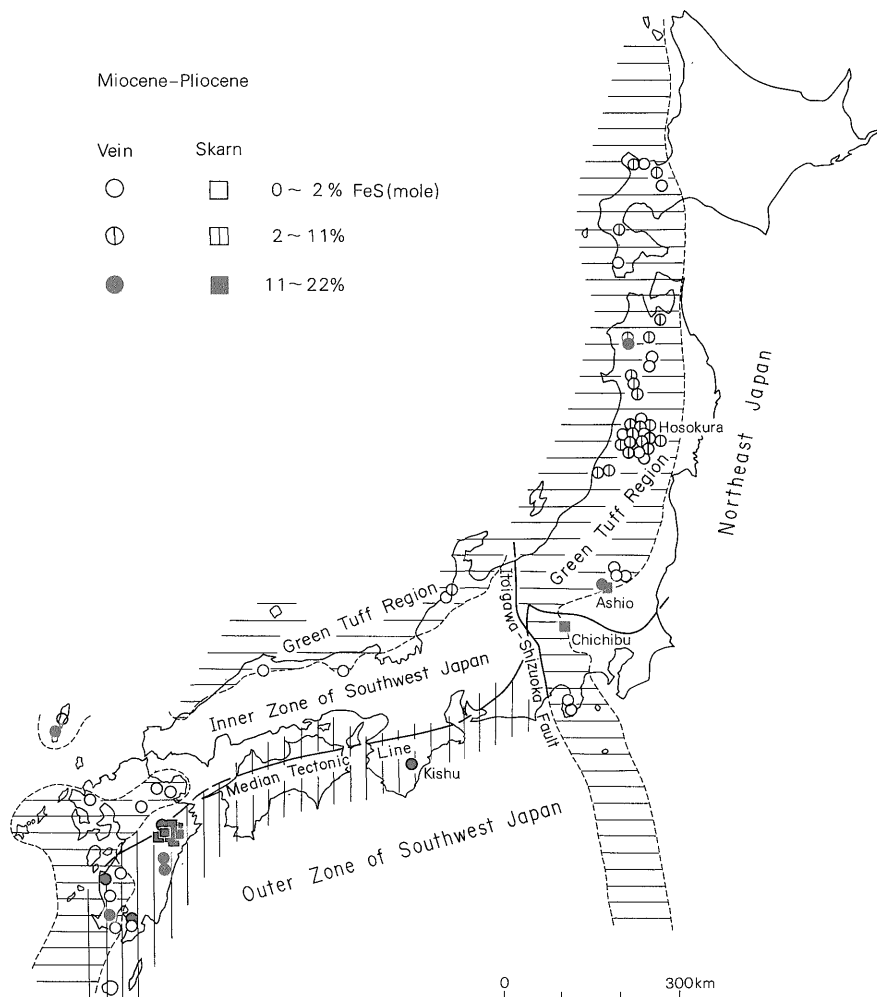 Miocene-Pliocene
Vein Skarn
0~2% FeS(mole)
2~11%
11~22%
Hosokura
Northeast Japan
Green Tuff Region
Ashio
Chichibu
Itoigawa-Shizuoka Fault
Green Tuff Region
Inner Zone of Southwest Japan
Median Tectonic Line
Kishu
Outer Zone of Southwest Japan
0 300km